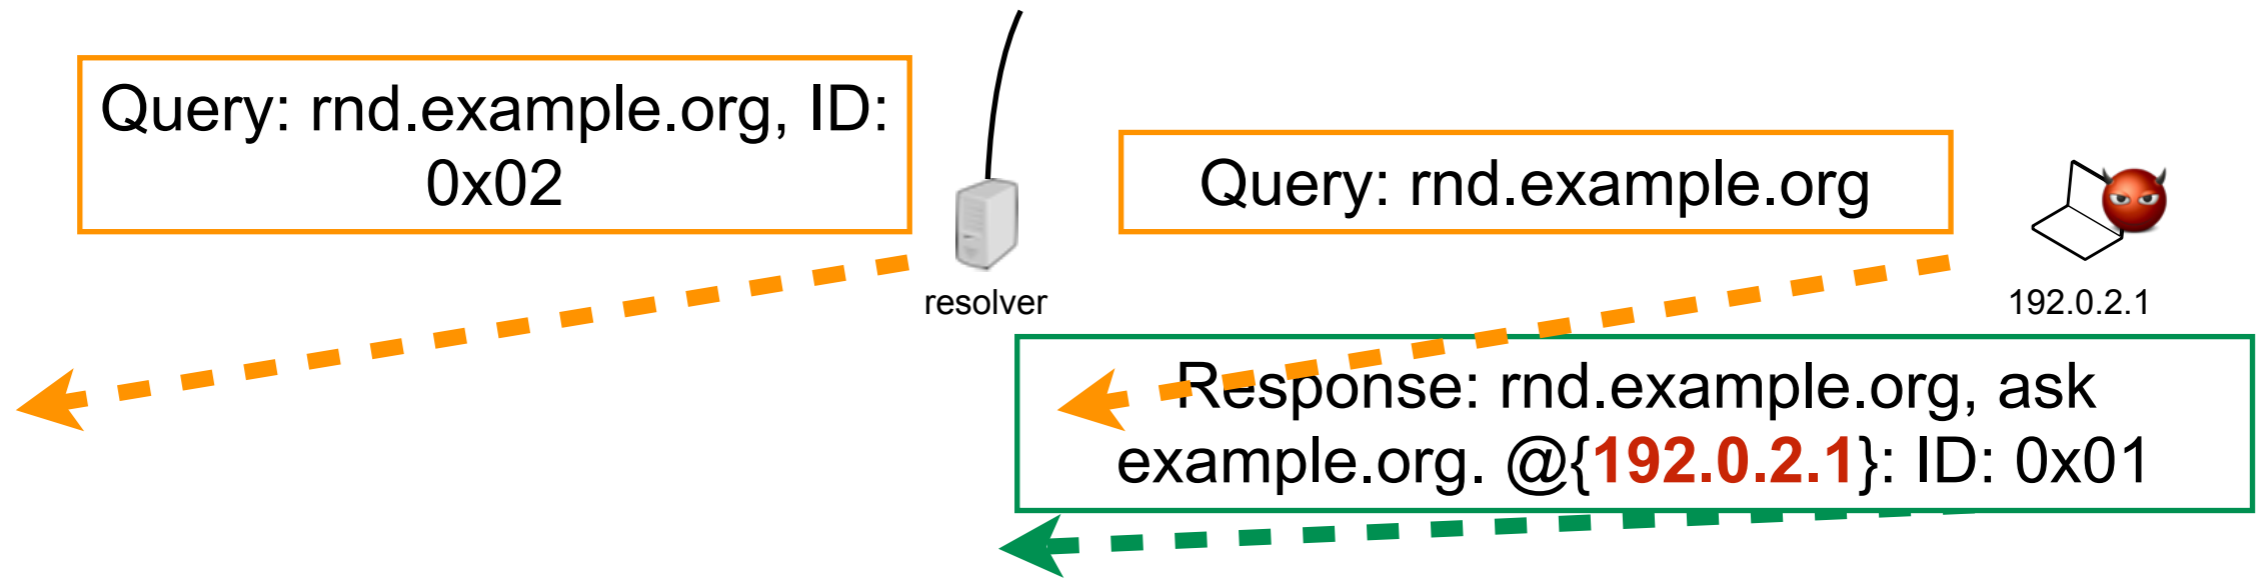 Query: rnd.example.org, ID:
0x02
Query: rnd.example.org
resolver
192.0.2.1
Response: rnd.example.org, ask
example.org. @{192.0.2.1}: ID: 0x01